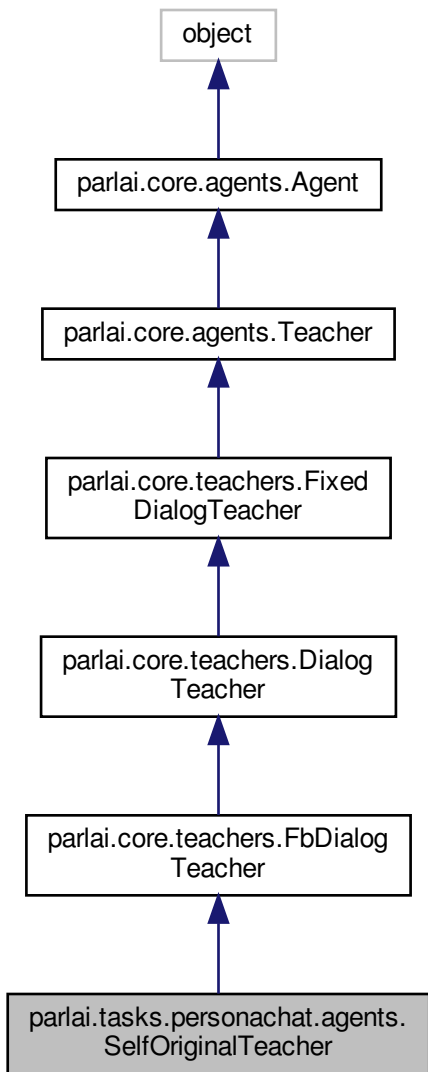 object
parlai.core.agents.Agent
parlai.core.agents.Teacher
parlai.core.teachers.Fixed
DialogTeacher
parlai.core.teachers.Dialog
Teacher
parlai.core.teachers.FbDialog
Teacher
parlai.tasks.personachat.agents.
SelfOriginalTeacher